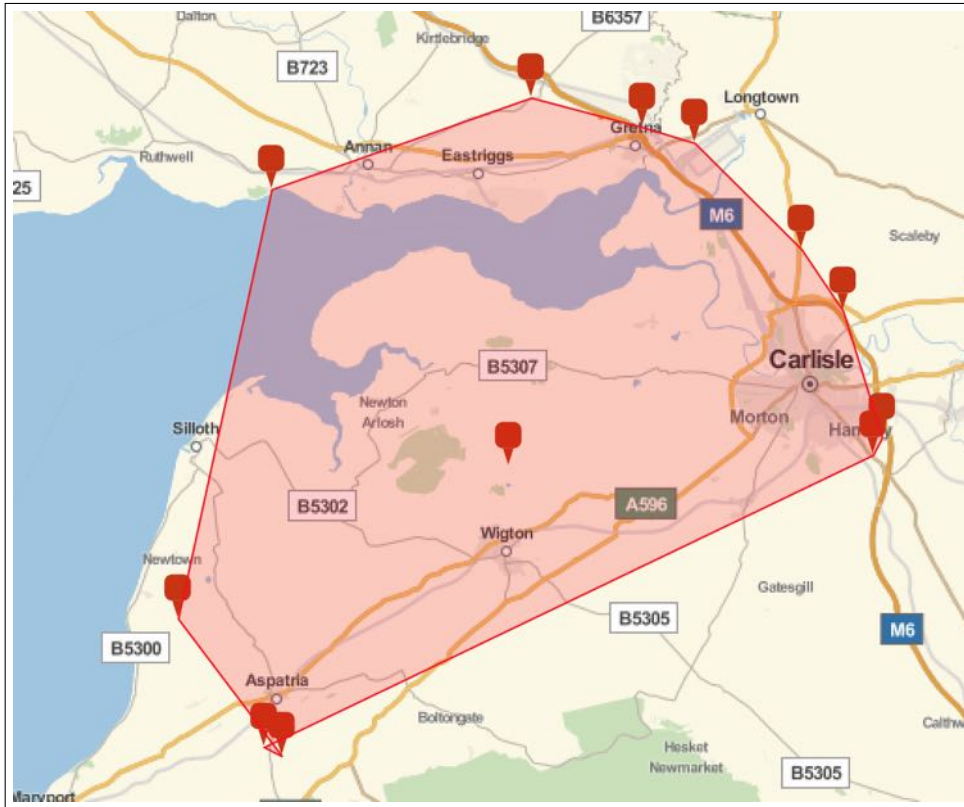 Dalton
B6357
Kirtlebridge
B723
Longtown
Gretna
Annan
Ruthwell
Eastriggs
25
M6
Scaleby
Carlisle
B5307
Newton
Arlosh
Morton
Silloth
B5302
A596
Wigton
Newtown
Gatesgill
B5305
M6
B5300
Aspatria
Boltongate
Hesket
Newmarket
B5305
Maryport